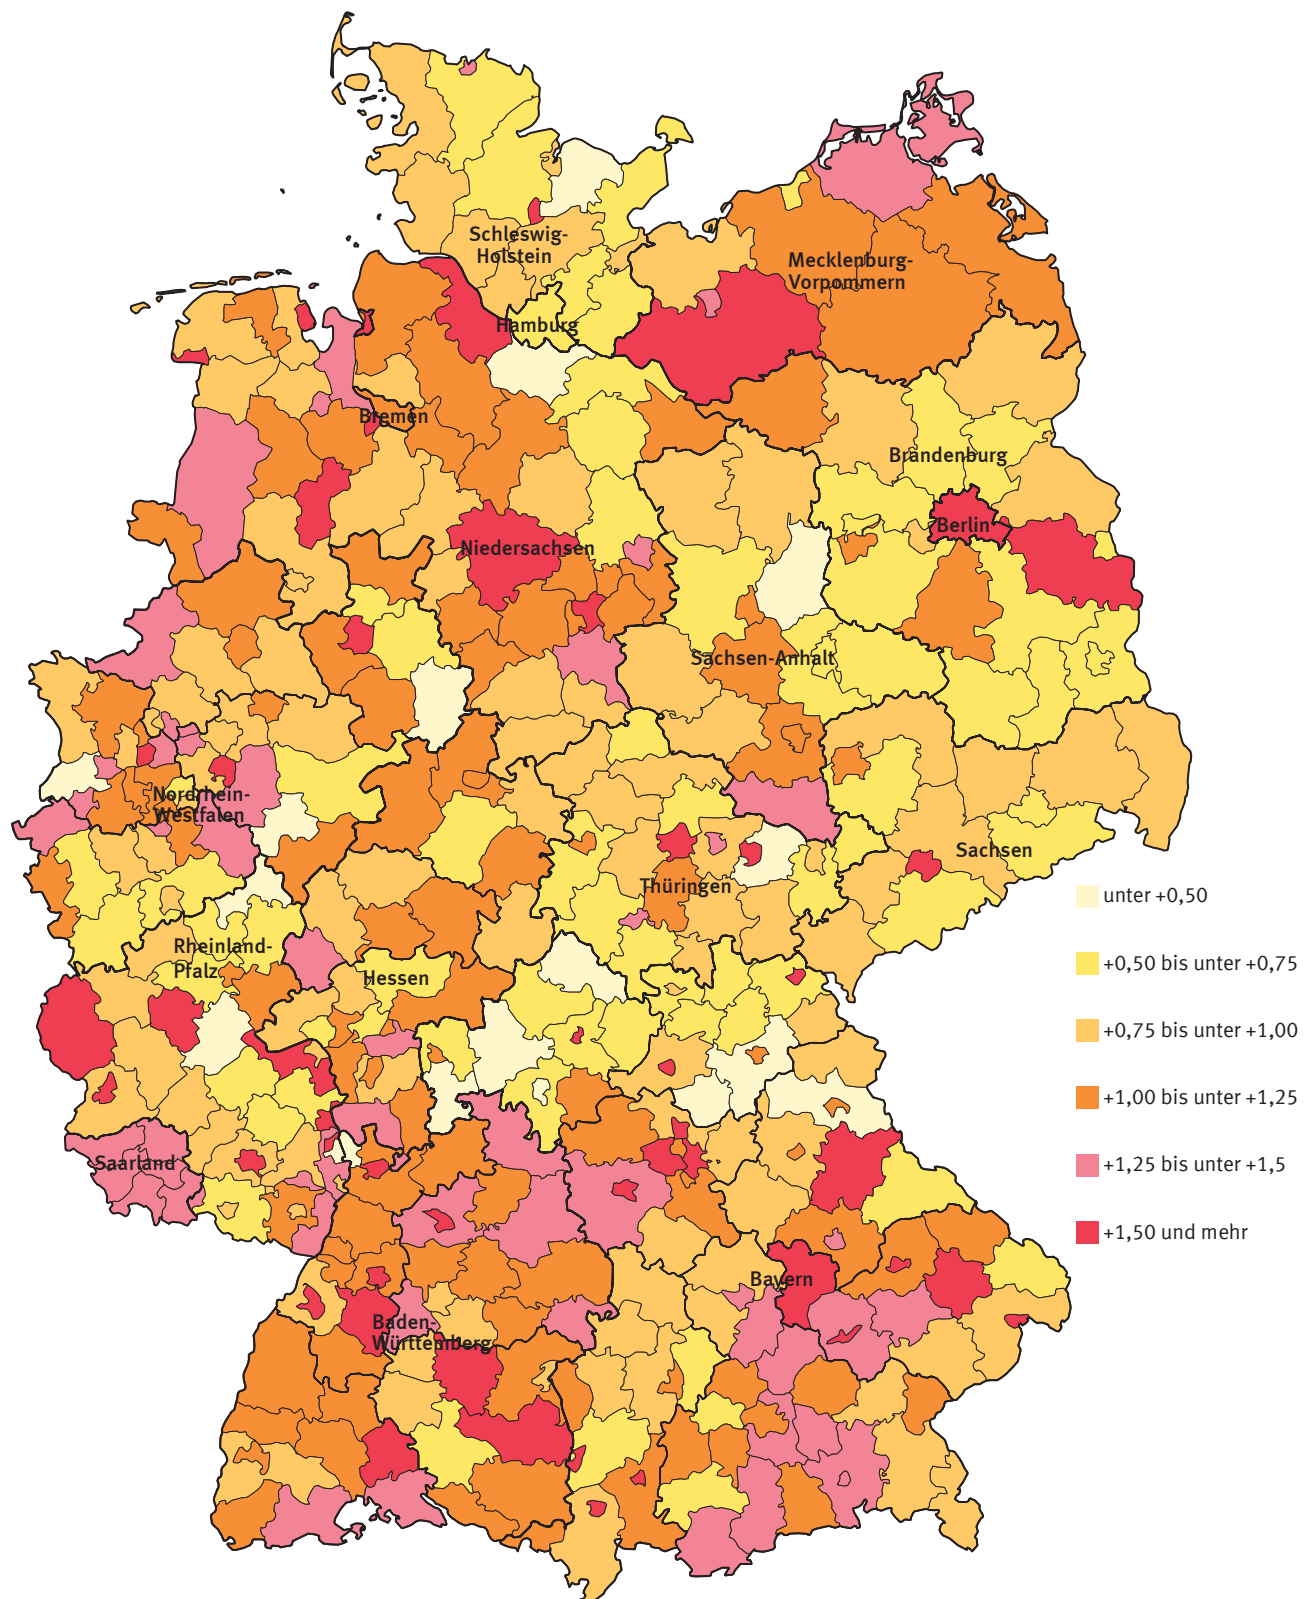 Schleswig-
Holstein
Mecklenburg-
Vorpommern
Hamburg
Bremen
Brandenburg
Berlin
Niedersachsen
Sachsen-Anhalt
Nordrhein-
Westfalen
Sachsen
Thüringen
unter +0,50
Rheinland-
Pfalz
Hessen
+0,50 bis unter +0,75
+0,75 bis unter +1,00
+1,00 bis unter +1,25
Saarland
+1,25 bis unter +1,5
+1,50 und mehr
Bayern
Baden-
Württemberg